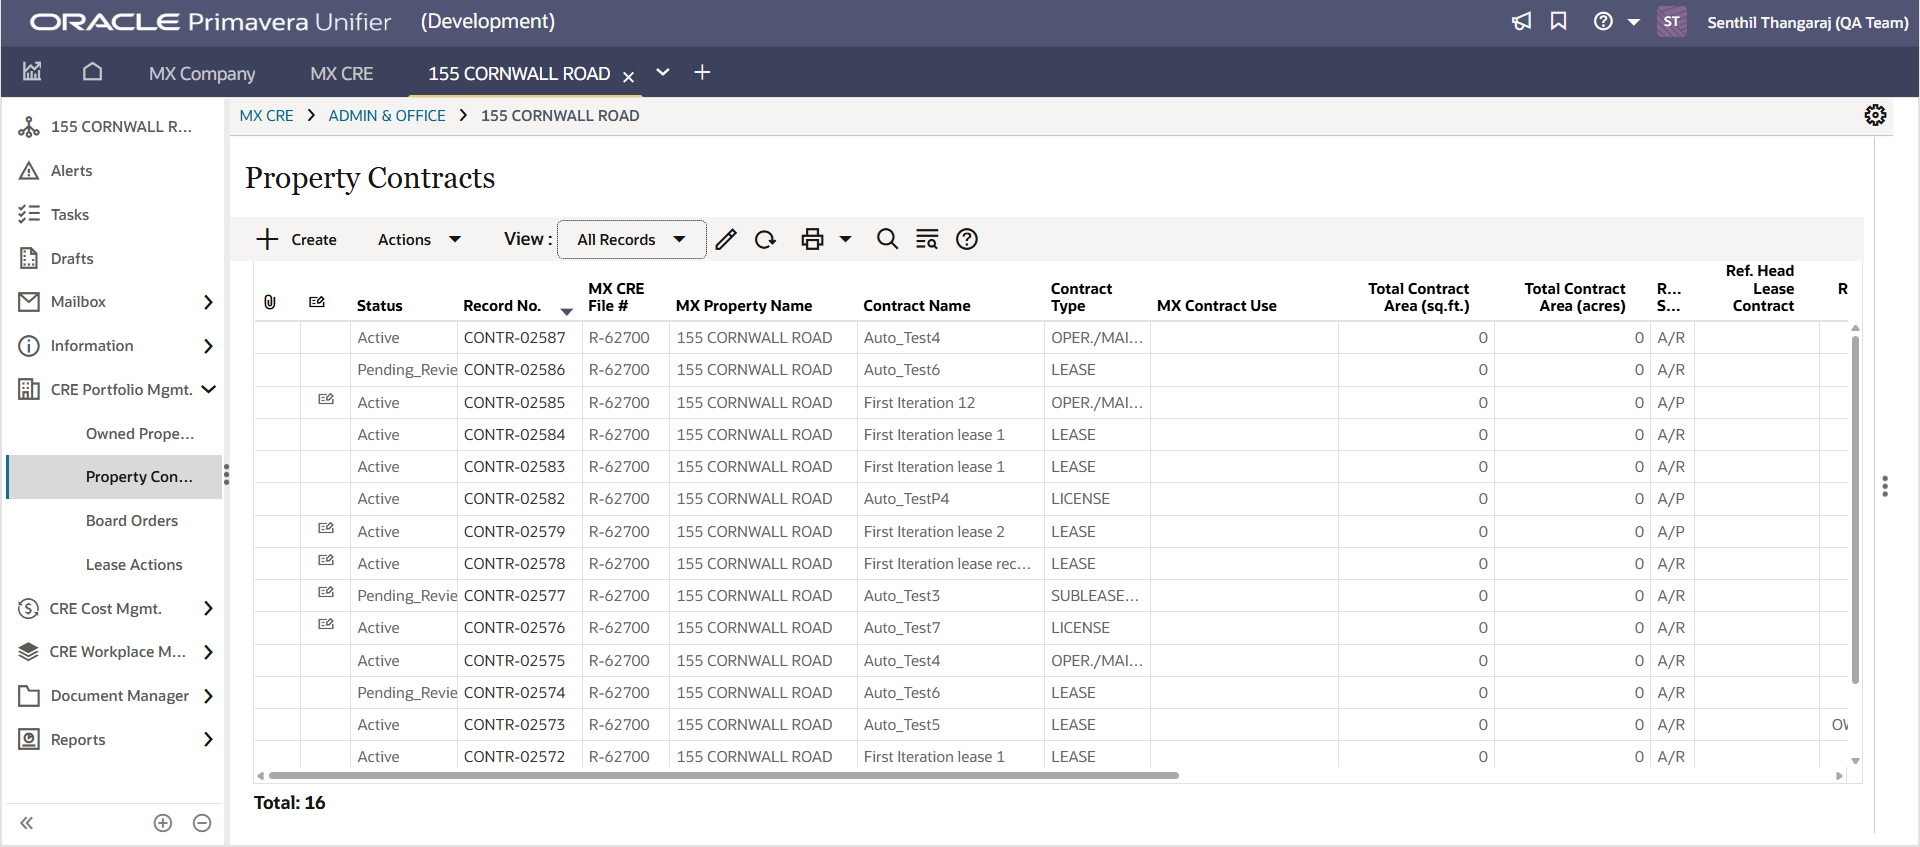 ORACLE Primavera Unifier (Development) ST Senthil Thangaraj (QA Team)
MX Company MX CRE 155 CORNWALL ROAD
155 CORNWALL R...
Alerts
Tasks
Drafts
Mailbox
Information
CRE Portfolio Mgmt.
Owned Prope...
Property Con...
Board Orders
Lease Actions
CRE Cost Mgmt.
CRE Workplace M...
Document Manager
Reports
MX CRE ADMIN & OFFICE 155 CORNWALL ROAD
Property Contracts
Create Actions View : All Records
Status Record No. MX CRE File # MX Property Name Contract Name Contract Type MX Contract Use Total Contract Area (sq.ft.) Total Contract Area (acres) R... S... Ref. Head Lease Contract R
Active CONTR-02587 R-62700 155 CORNWALL ROAD Auto_Test4 OPER./MAI... 0 0 A/R
Pending_Revie CONTR-02586 R-62700 155 CORNWALL ROAD Auto_Test6 LEASE 0 0 A/R
Active CONTR-02585 R-62700 155 CORNWALL ROAD First Iteration 12 OPER./MAI... 0 0 A/P
Active CONTR-02584 R-62700 155 CORNWALL ROAD First Iteration lease 1 LEASE 0 0 A/R
Active CONTR-02583 R-62700 155 CORNWALL ROAD First Iteration lease 1 LEASE 0 0 A/R
Active CONTR-02582 R-62700 155 CORNWALL ROAD Auto_TestP4 LICENSE 0 0 A/P
Active CONTR-02579 R-62700 155 CORNWALL ROAD First Iteration lease 2 LEASE 0 0 A/P
Active CONTR-02578 R-62700 155 CORNWALL ROAD First Iteration lease rec... LEASE 0 0 A/R
Pending_Revie CONTR-02577 R-62700 155 CORNWALL ROAD Auto_Test3 SUBLEASE... 0 0 A/R
Active CONTR-02576 R-62700 155 CORNWALL ROAD Auto_Test7 LICENSE 0 0 A/R
Active CONTR-02575 R-62700 155 CORNWALL ROAD Auto_Test4 OPER./MAI... 0 0 A/R
Pending_Revie CONTR-02574 R-62700 155 CORNWALL ROAD Auto_Test6 LEASE 0 0 A/R
Active CONTR-02573 R-62700 155 CORNWALL ROAD Auto_Test5 LEASE 0 0 A/R
Active CONTR-02572 R-62700 155 CORNWALL ROAD First Iteration lease 1 LEASE 0 0 A/R
Total: 16